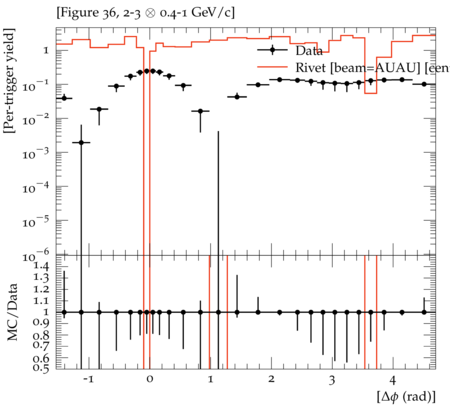 [Figure 36, 2-3 ⊗ 0.4-1 GeV/c]
[Per-trigger yield]
1
10⁻¹
10⁻²
10⁻³
10⁻⁴
10⁻⁵
10⁻⁶
Data
Rivet [beam=AUAU] [cen
MC/Data
1.4
1.3
1.2
1.1
1
0.9
0.8
0.7
0.6
0.5
-1 0 1 2 3 4
[Δϕ (rad)]